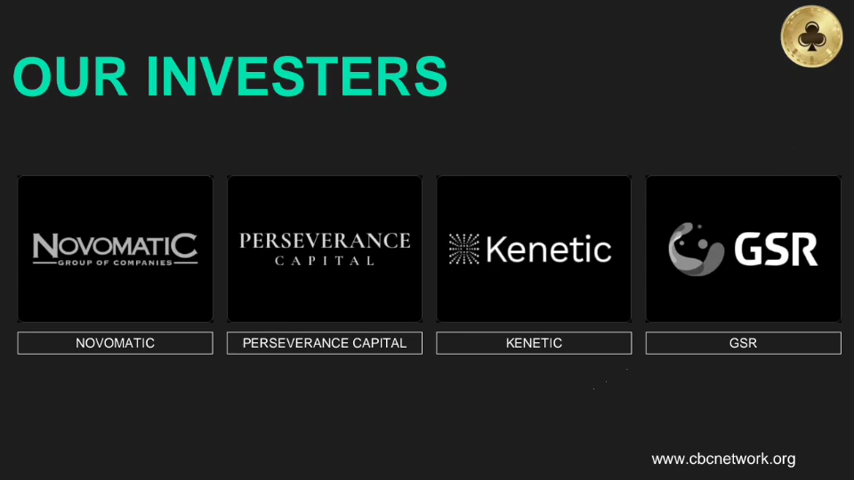 OUR INVESTERS
NOVOMATIC
GROUP OF COMPANIES
PERSEVERANCE
CAPITAL
Kenetic
GSR
NOVOMATIC
PERSEVERANCE CAPITAL
KENETIC
GSR
www.cbcnetwork.org